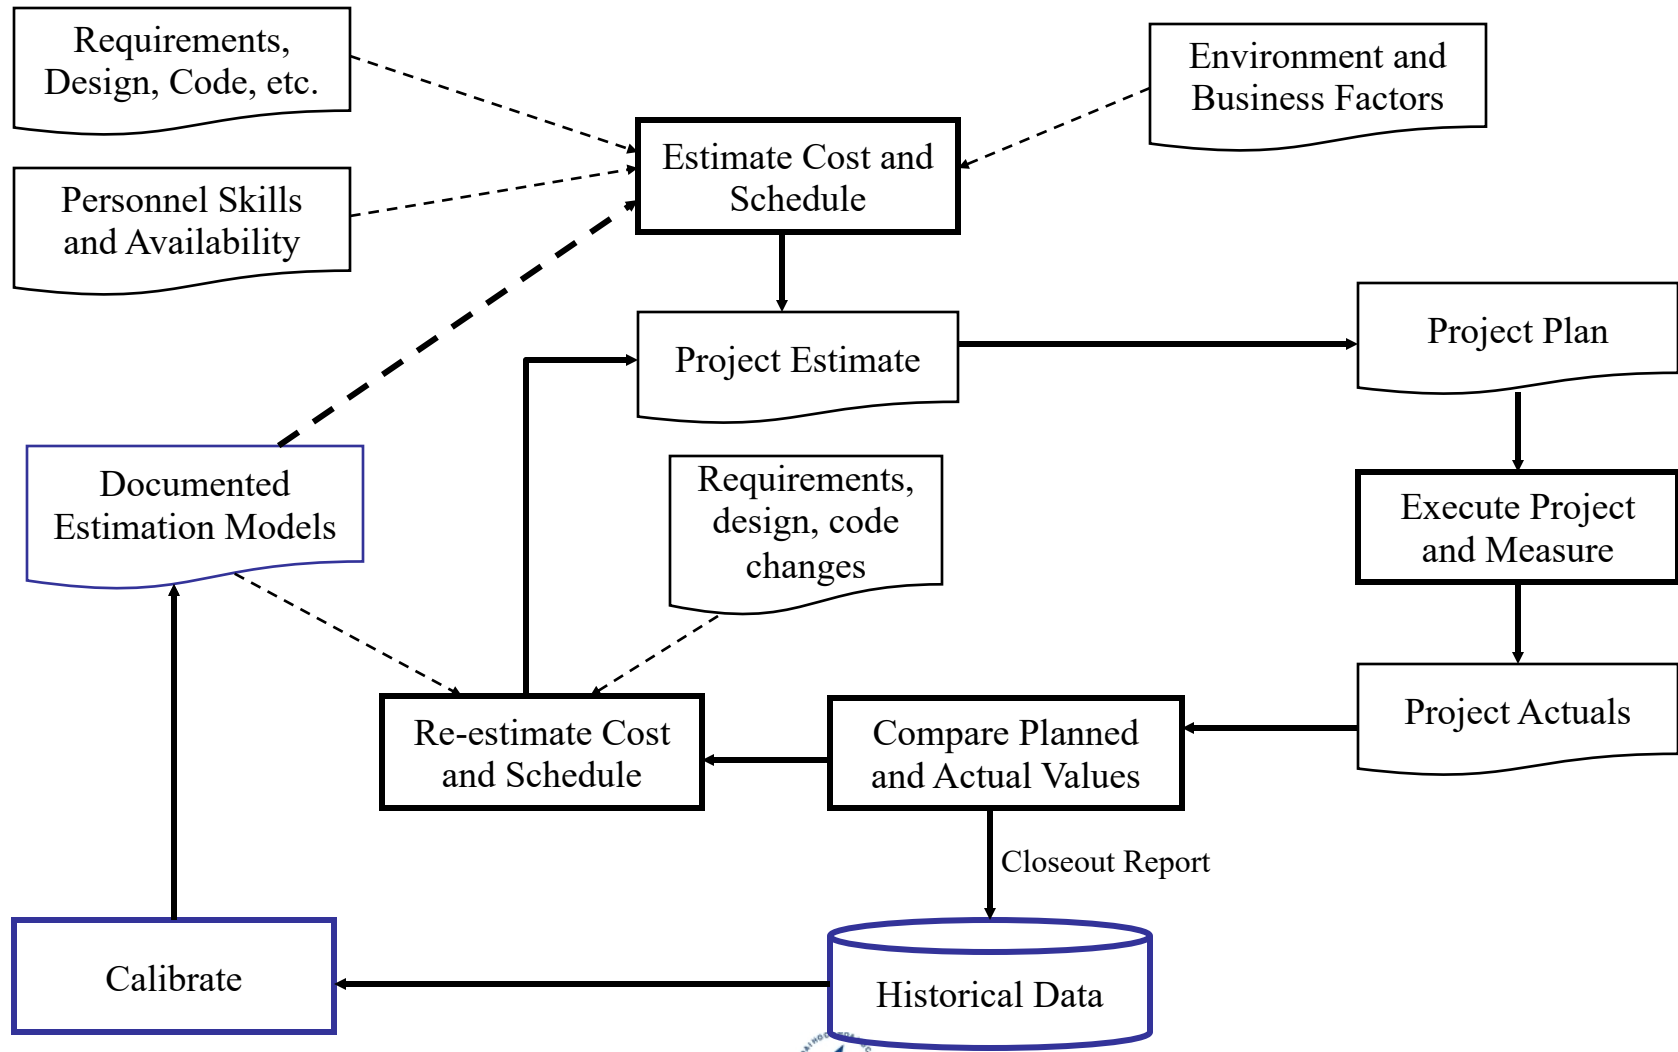 Requirements,
Design, Code, etc.
Environment and
Business Factors
Estimate Cost and
Schedule
Personnel Skills
and Availability
Project Estimate
Project Plan
Documented
Estimation Models
Requirements,
design, code
changes
Execute Project
and Measure
Re-estimate Cost
and Schedule
Compare Planned
and Actual Values
Project Actuals
Closeout Report
Calibrate
Historical Data